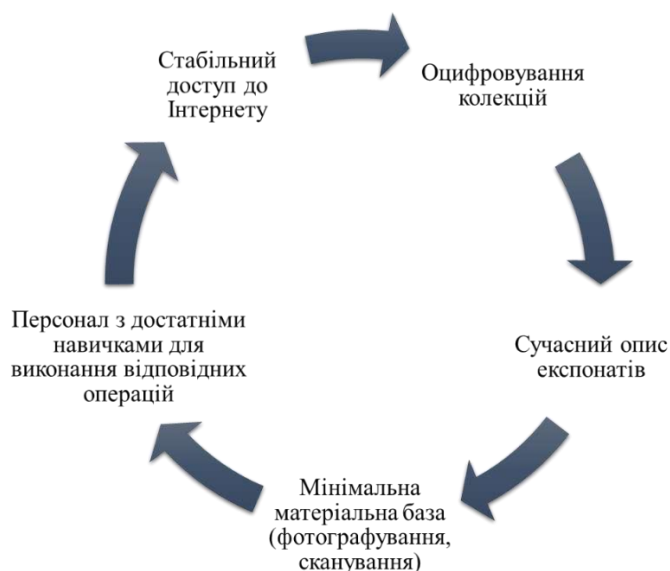 Стабільний
доступ до
Інтернету
Оцифровування
колекцій
Сучасний опис
експонатів
Мінімальна
матеріальна база
(фотографування,
сканування)
Персонал з достатніми
навичками для
виконання відповідних
операцій